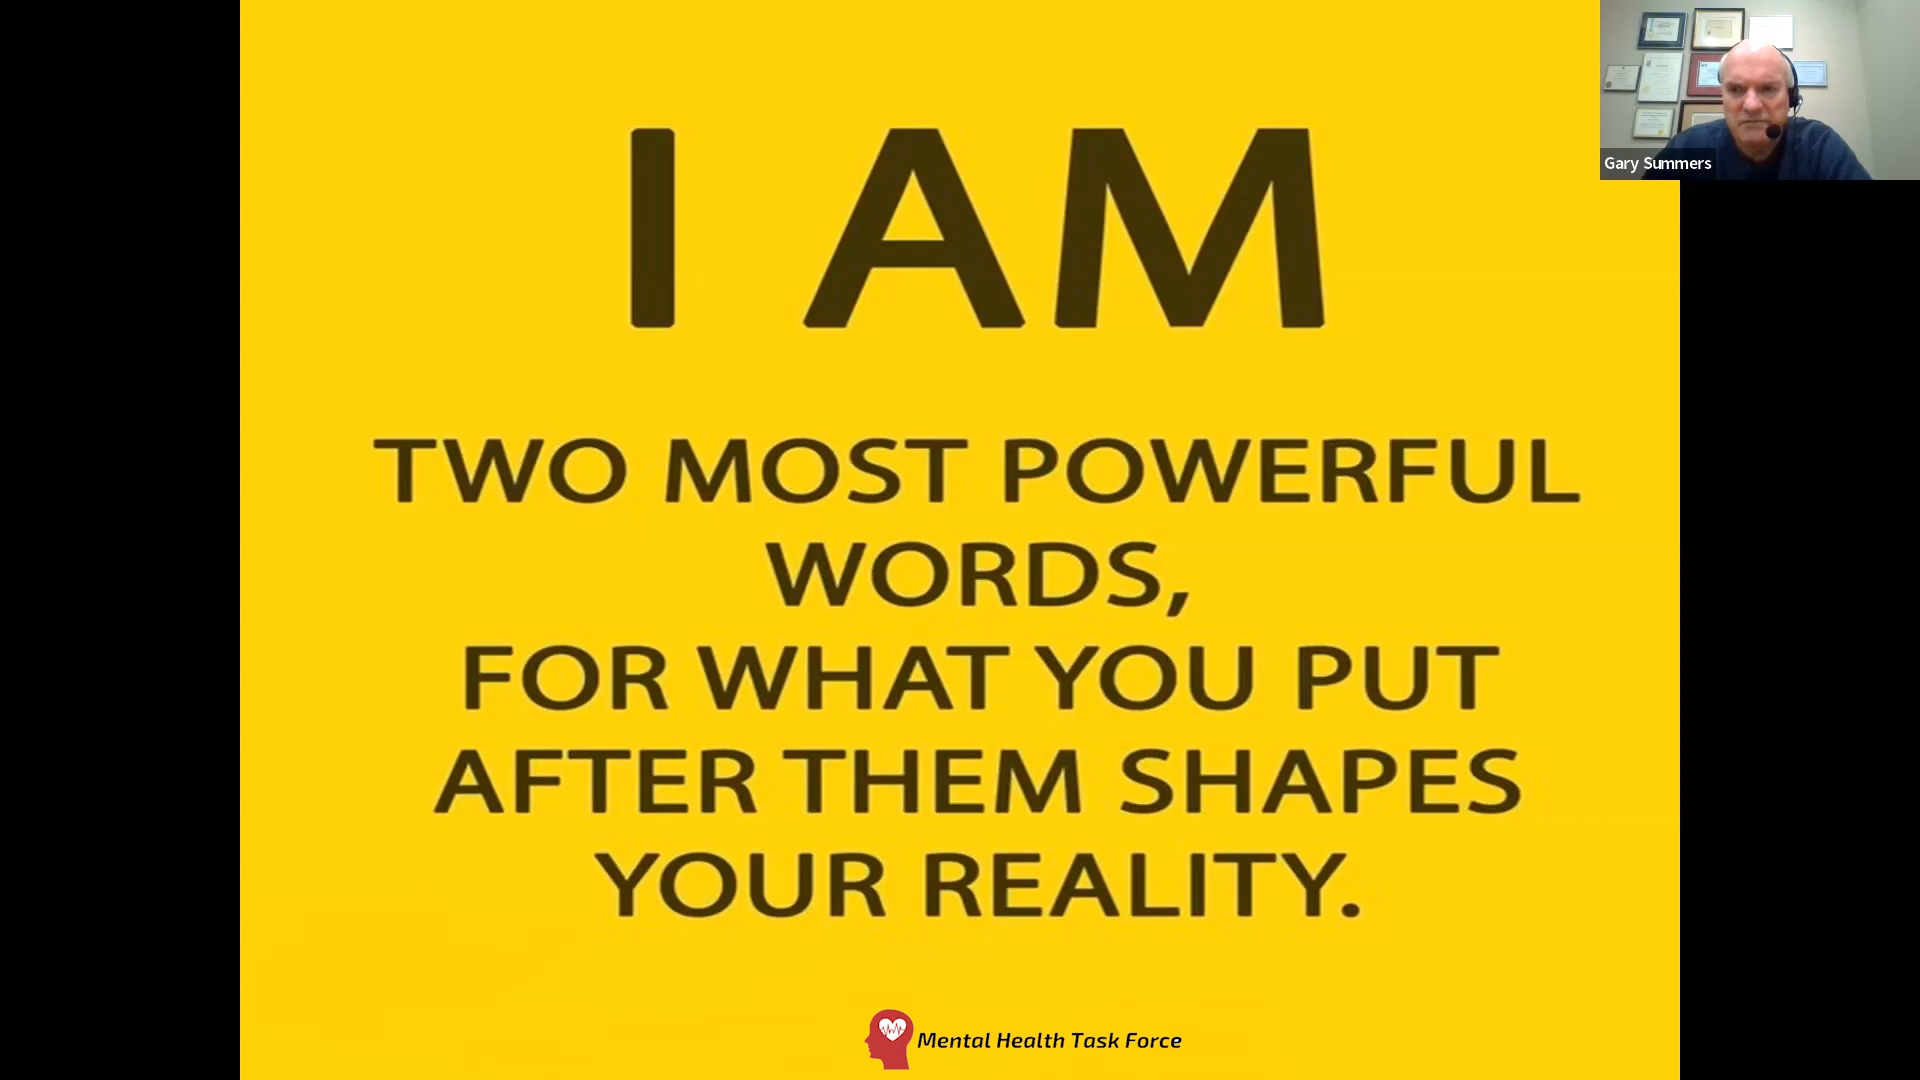 I AM
TWO MOST POWERFUL
WORDS,
FOR WHAT YOU PUT
AFTER THEM SHAPES
YOUR REALITY.
Mental Health Task Force
Gary Summers